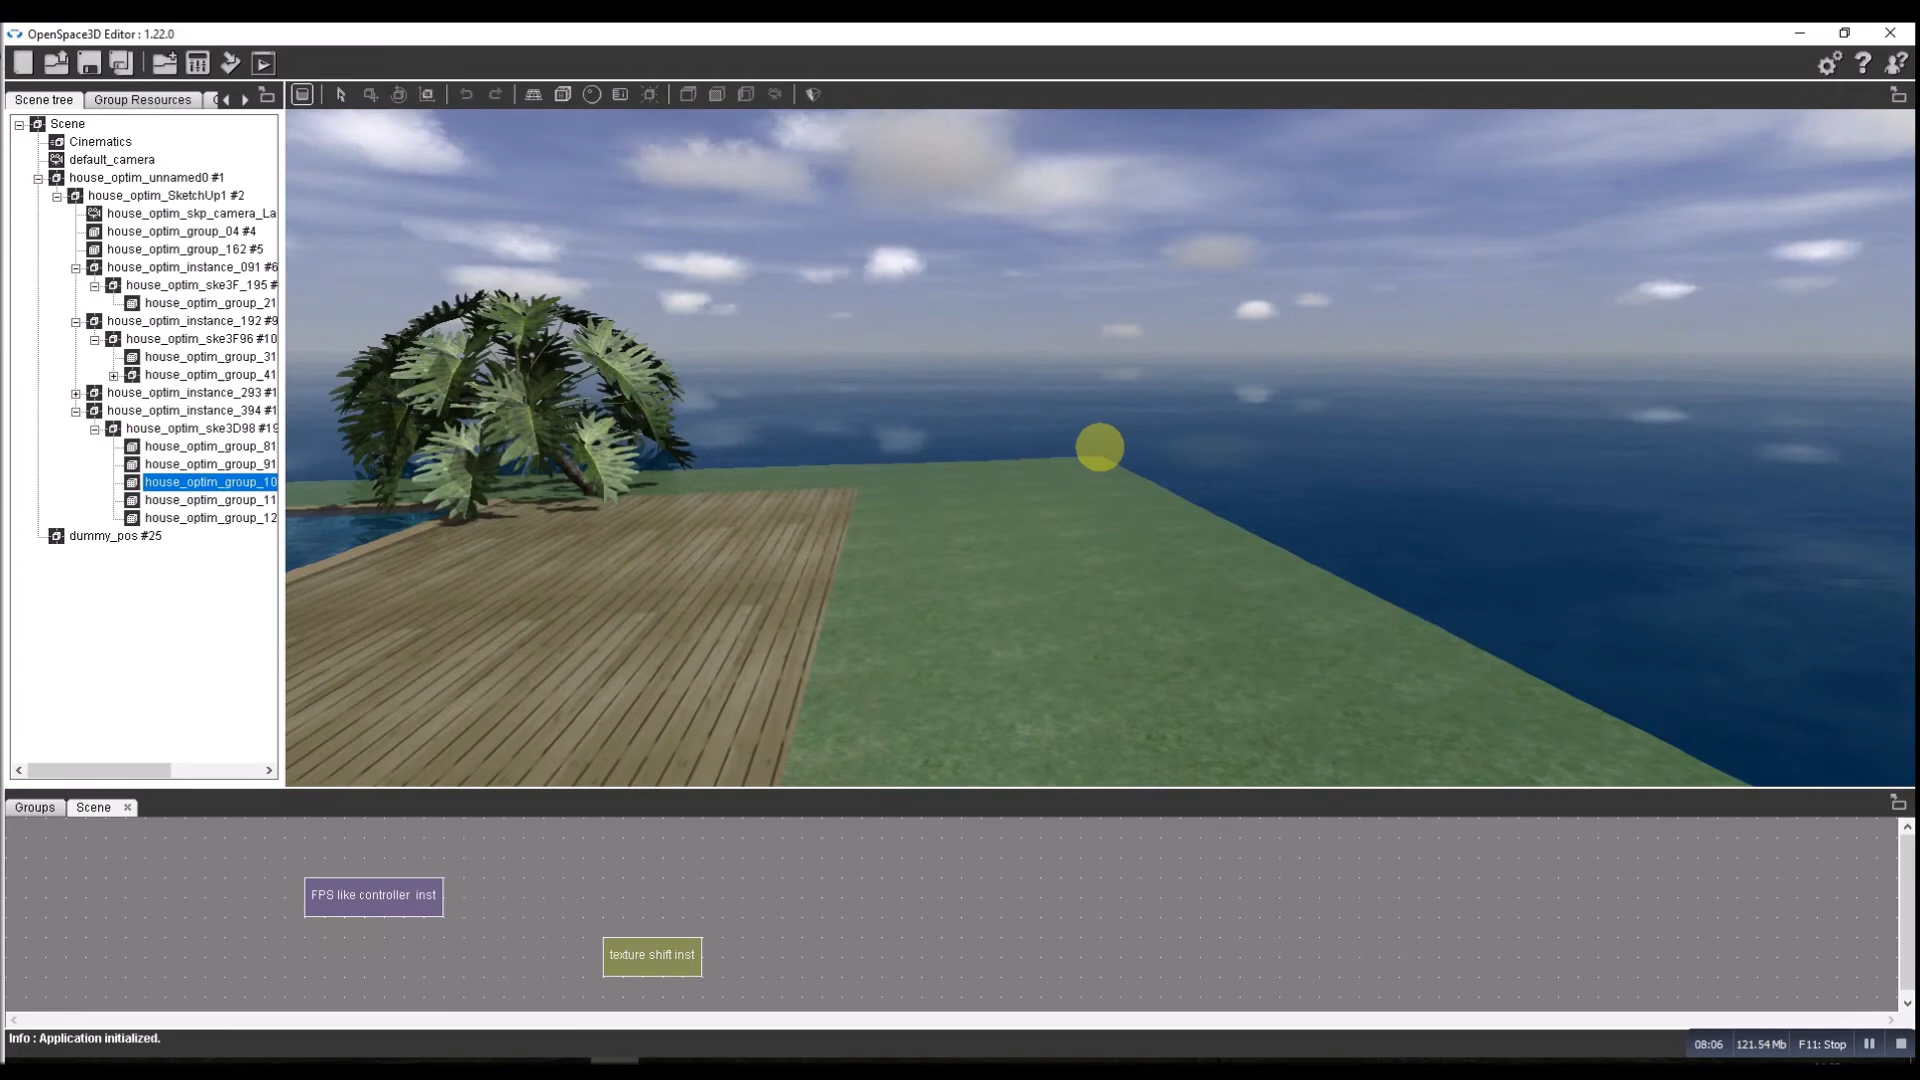 OpenSpace3D Editor : 1.22.0
Scene tree
Group Resources
Scene
Cinematics
default_camera
house_optim_unnamed0 #1
house_optim_SketchUp1 #2
house_optim_skp_camera_La
house_optim_group_04 #4
house_optim_group_162 #5
house_optim_instance_091 #6
house_optim_ske3F_195 #
house_optim_group_21
house_optim_instance_192 #9
house_optim_ske3F96 #10
house_optim_group_31
house_optim_group_41
house_optim_instance_293 #1
house_optim_instance_394 #1
house_optim_ske3D98 #19
house_optim_group_81
house_optim_group_91
house_optim_group_10
house_optim_group_11
house_optim_group_12
dummy_pos #25
Groups
Scene
FPS like controller inst
texture shift inst
Info : Application initialized.
08:06
121.54Mb
F11: Stop